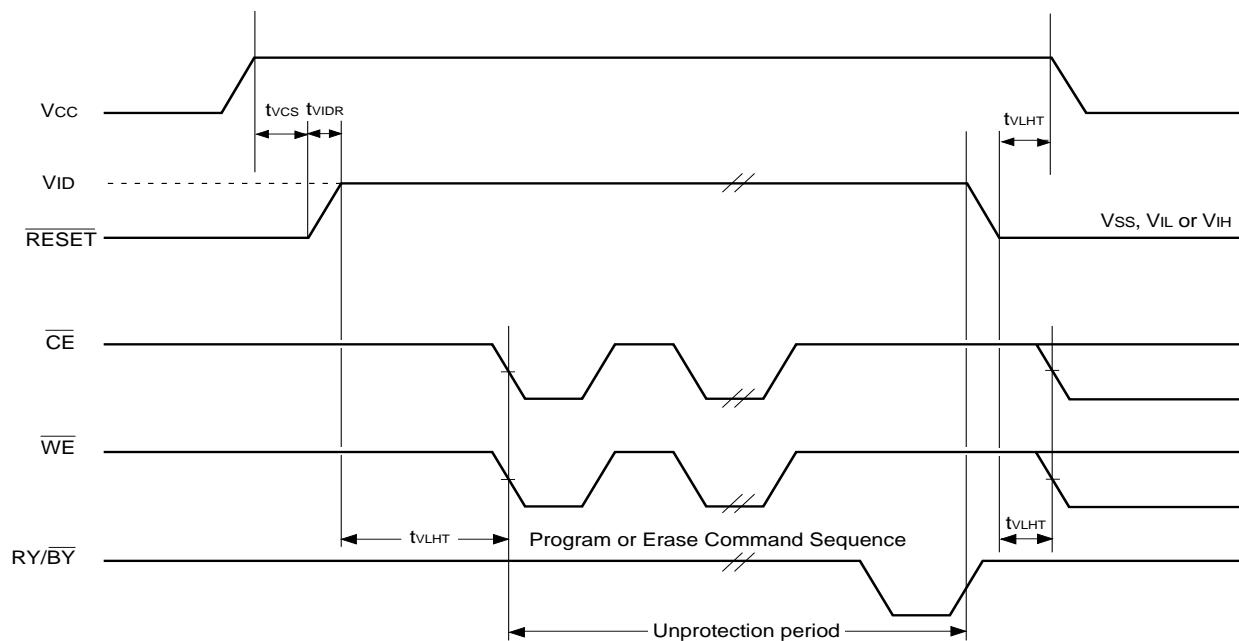 VCC
tVCS
tVIDR
tVLHT
VID
RESET
VSS, VIL or VIH
CE
WE
tVLHT
Program or Erase Command Sequence
tVLHT
RY/BY
Unprotection period